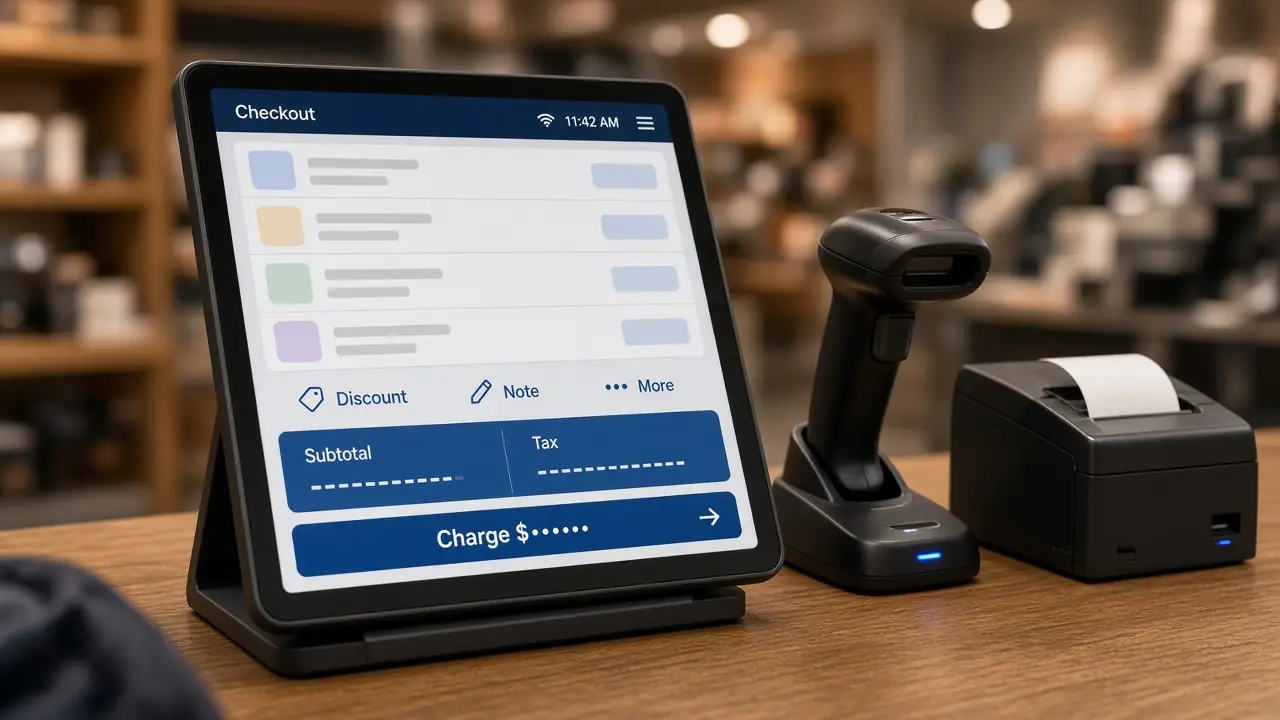 Checkout
11:42 AM
Discount
Note
More
Subtotal
Tax
Charge $••••••